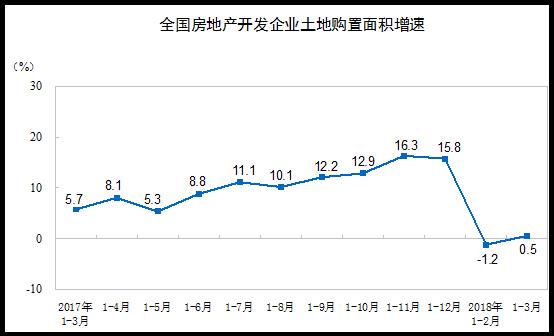 全国房地产开发企业土地购置面积增速
(%)
30
20
10
0
-10
5.7
8.1
5.3
8.8
11.1
10.1
12.2
12.9
16.3
15.8
-1.2
0.5
2017年
1-3月
1-4月
1-5月
1-6月
1-7月
1-8月
1-9月
1-10月
1-11月
1-12月
2018年
1-2月
1-3月